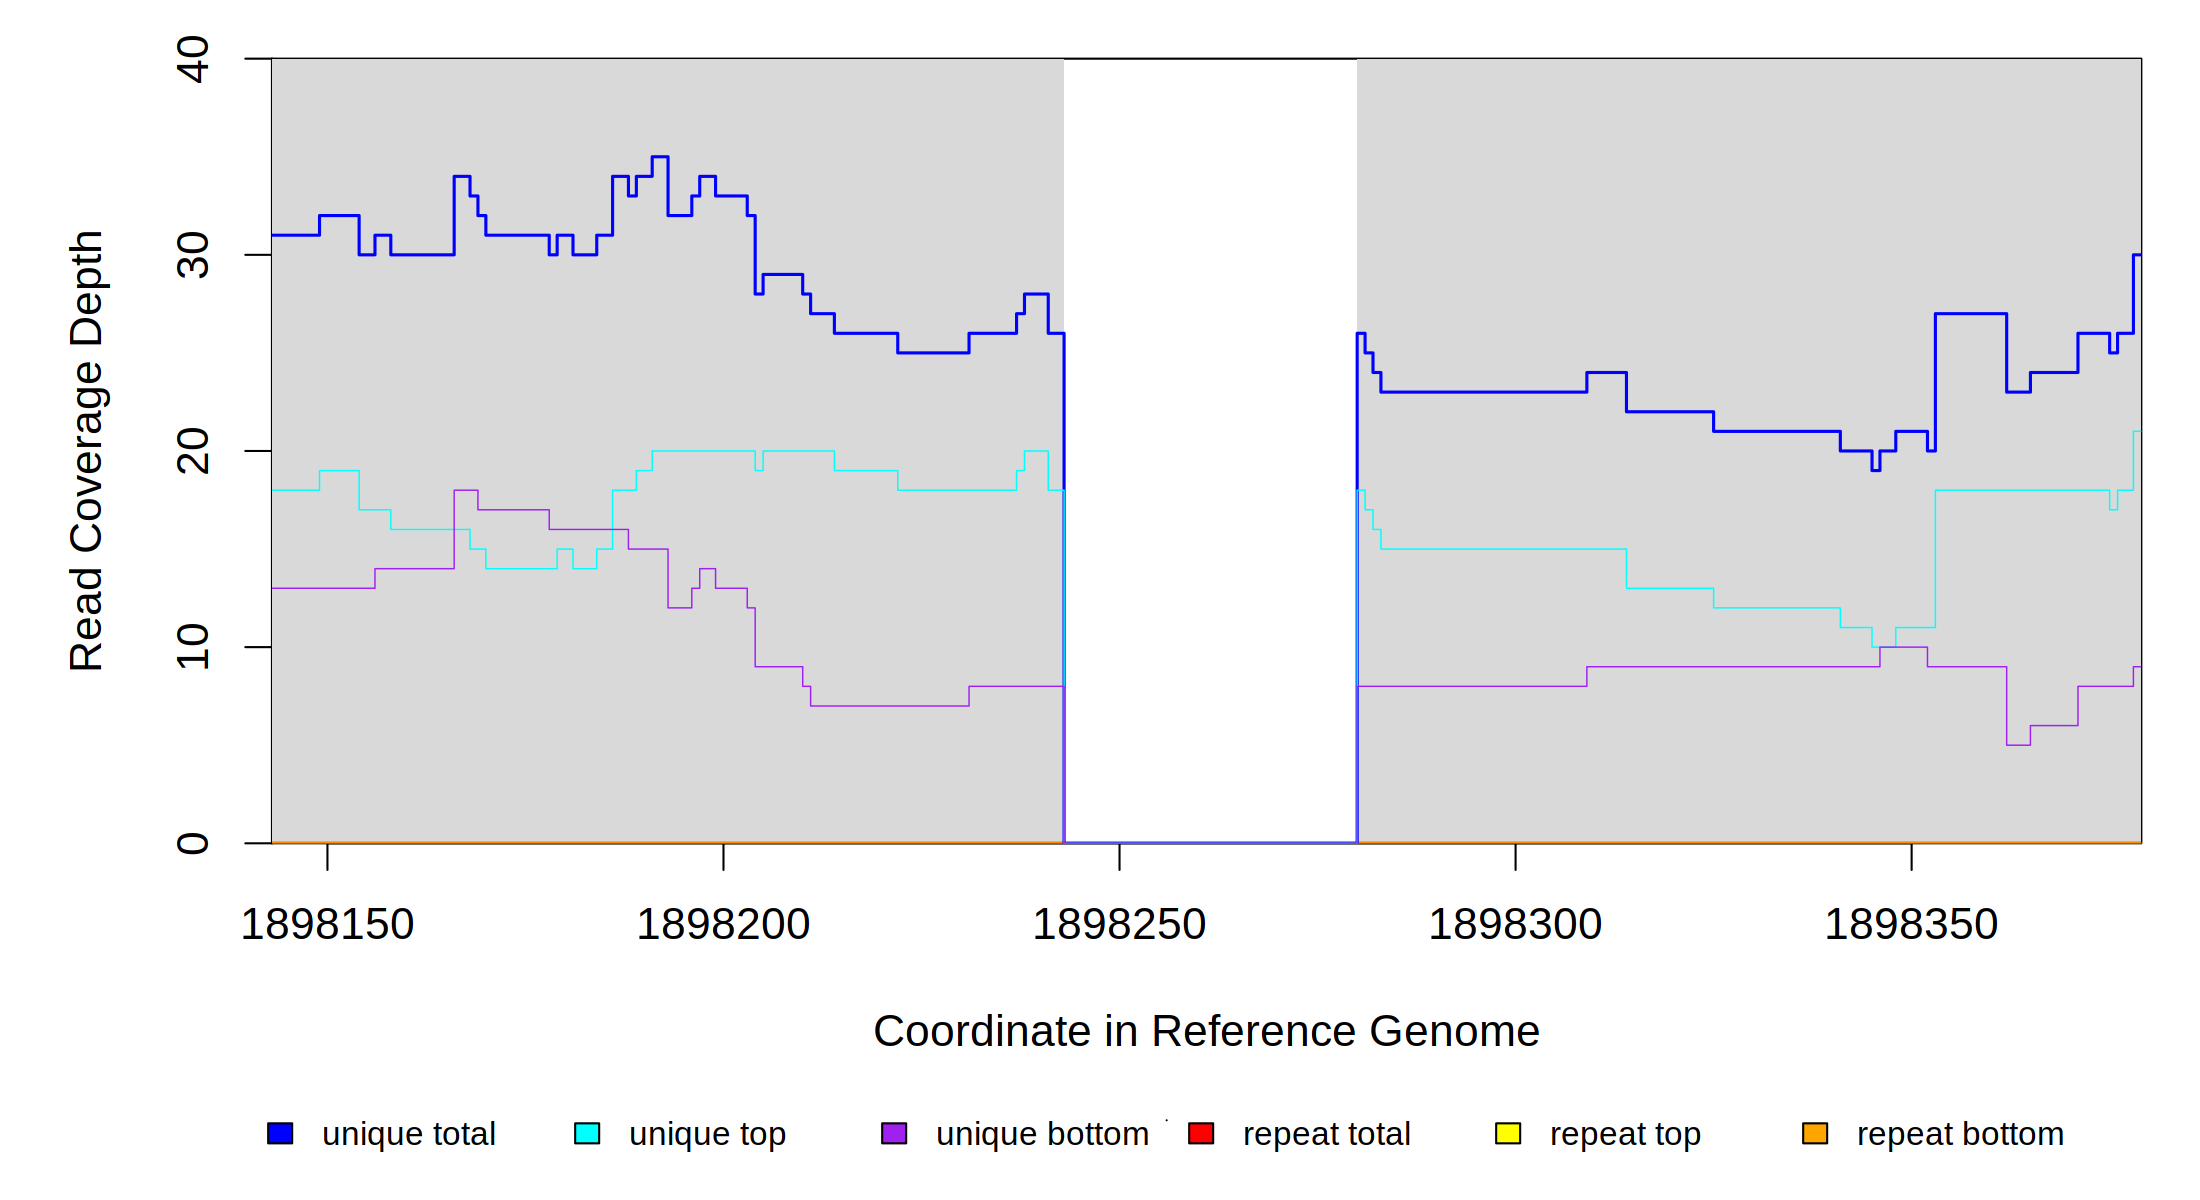 40
30
20
10
0
Read Coverage Depth
1898150 1898200 1898250 1898300 1898350
Coordinate in Reference Genome
unique total unique top unique bottom repeat total repeat top repeat bottom